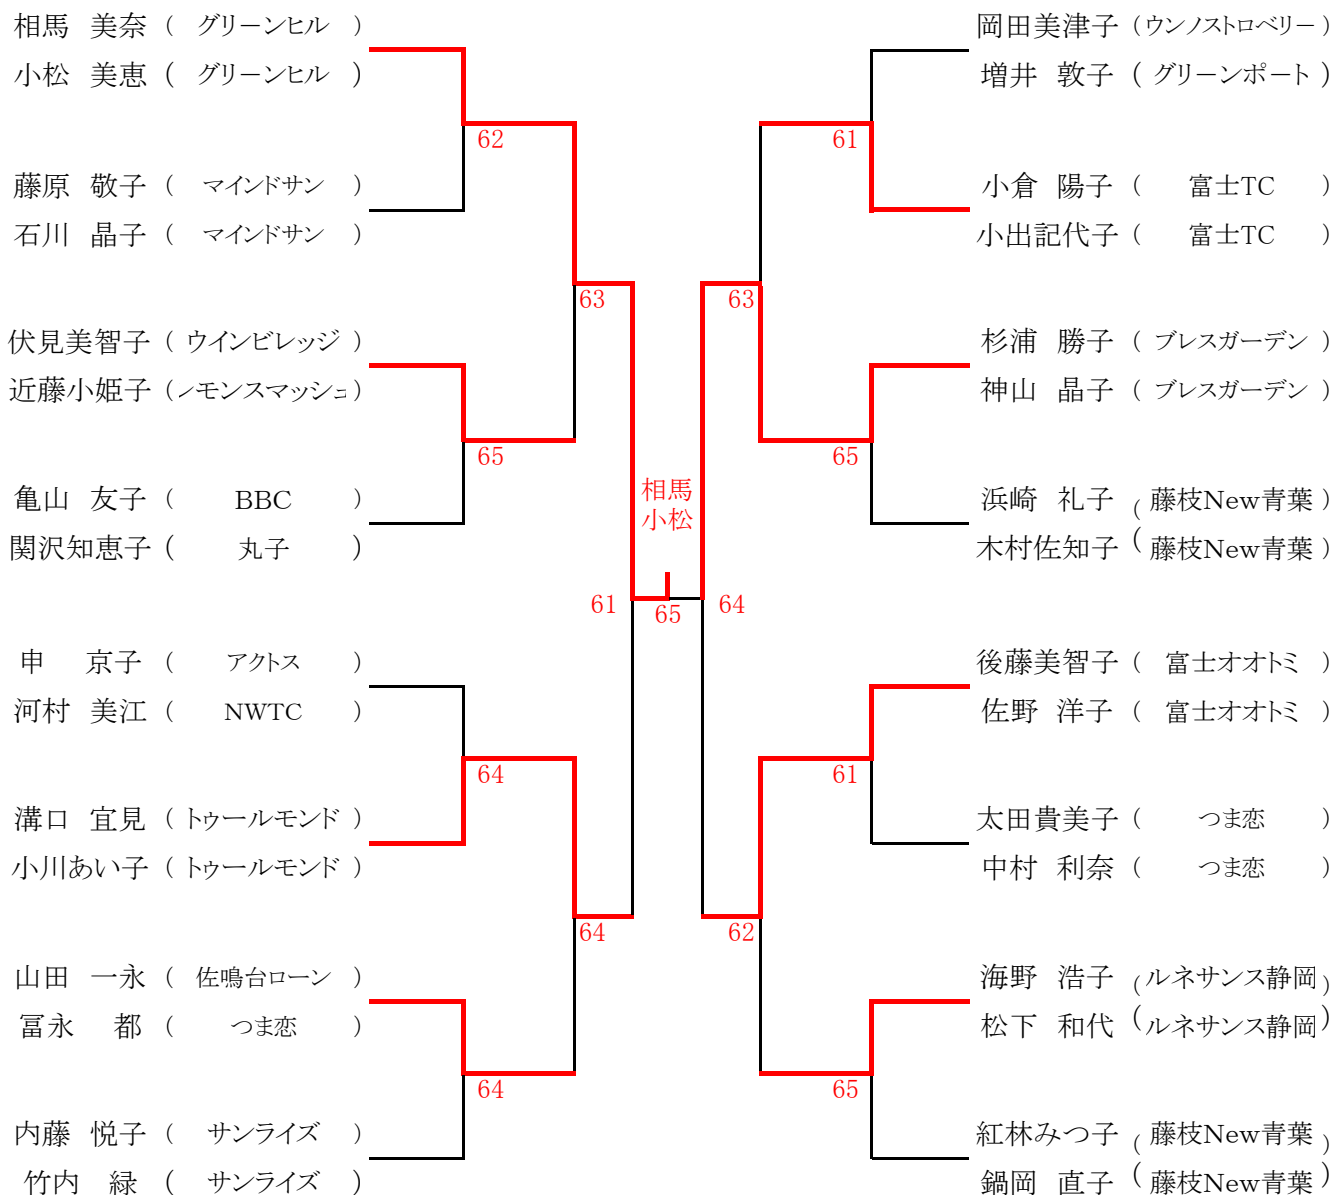 相馬 美奈 ( グリーンヒル )
小松 美恵 ( グリーンヒル )
62
藤原 敬子 ( マインドサン )
石川 晶子 ( マインドサン )
63
伏見美智子 ( ウインビレッジ )
近藤小姫子 (レモンスマッシュ)
65
亀山 友子 ( BBC )
関沢知恵子 ( 丸子 )
61
申 京子 ( アクトス )
河村 美江 ( NWTC )
64
溝口 宜見 ( トゥールモンド )
小川あい子 ( トゥールモンド )
64
山田 一永 ( 佐鳴台ローン )
冨永 都 ( つま恋 )
64
内藤 悦子 ( サンライズ )
竹内 緑 ( サンライズ )
相馬
小松
65
岡田美津子 (ウンノストロベリー)
増井 敦子 ( グリーンポート )
61
小倉 陽子 ( 富士TC )
小出記代子 ( 富士TC )
63
杉浦 勝子 ( ブレスガーデン )
神山 晶子 ( ブレスガーデン )
65
浜崎 礼子 ( 藤枝New青葉 )
木村佐知子 ( 藤枝New青葉 )
64
後藤美智子 ( 富士オオトミ )
佐野 洋子 ( 富士オオトミ )
61
太田貴美子 ( つま恋 )
中村 利奈 ( つま恋 )
62
海野 浩子 (ルネサンス静岡)
松下 和代 (ルネサンス静岡)
65
紅林みつ子 ( 藤枝New青葉 )
鍋岡 直子 ( 藤枝New青葉 )